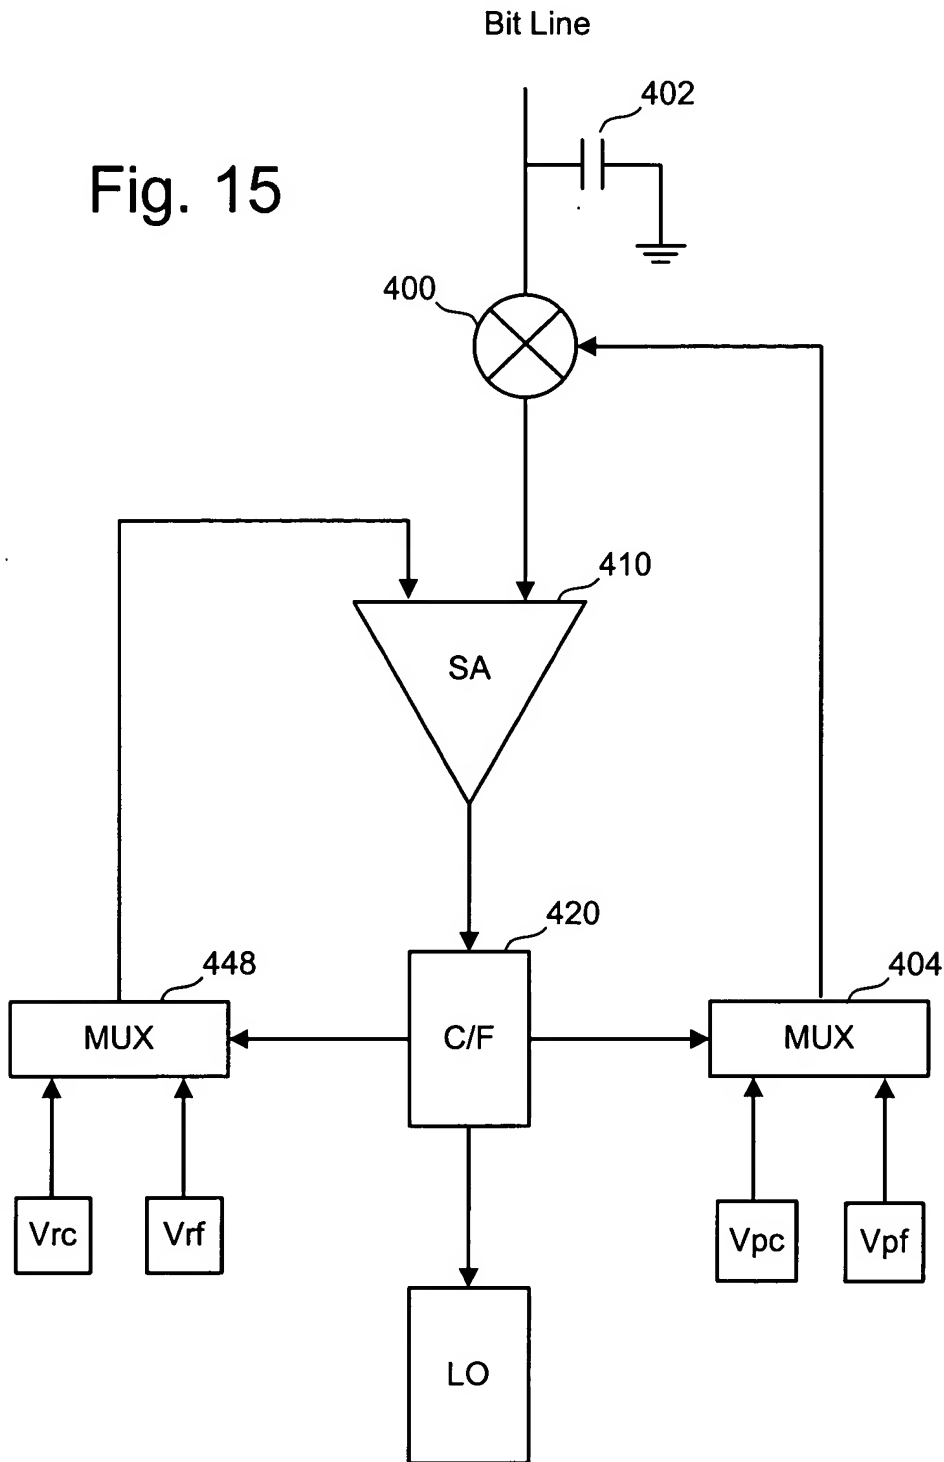 Bit Line
402
Fig. 15
400
410
SA
420
448
404
MUX
C/F
MUX
Vrc
Vrf
Vpc
Vpf
LO